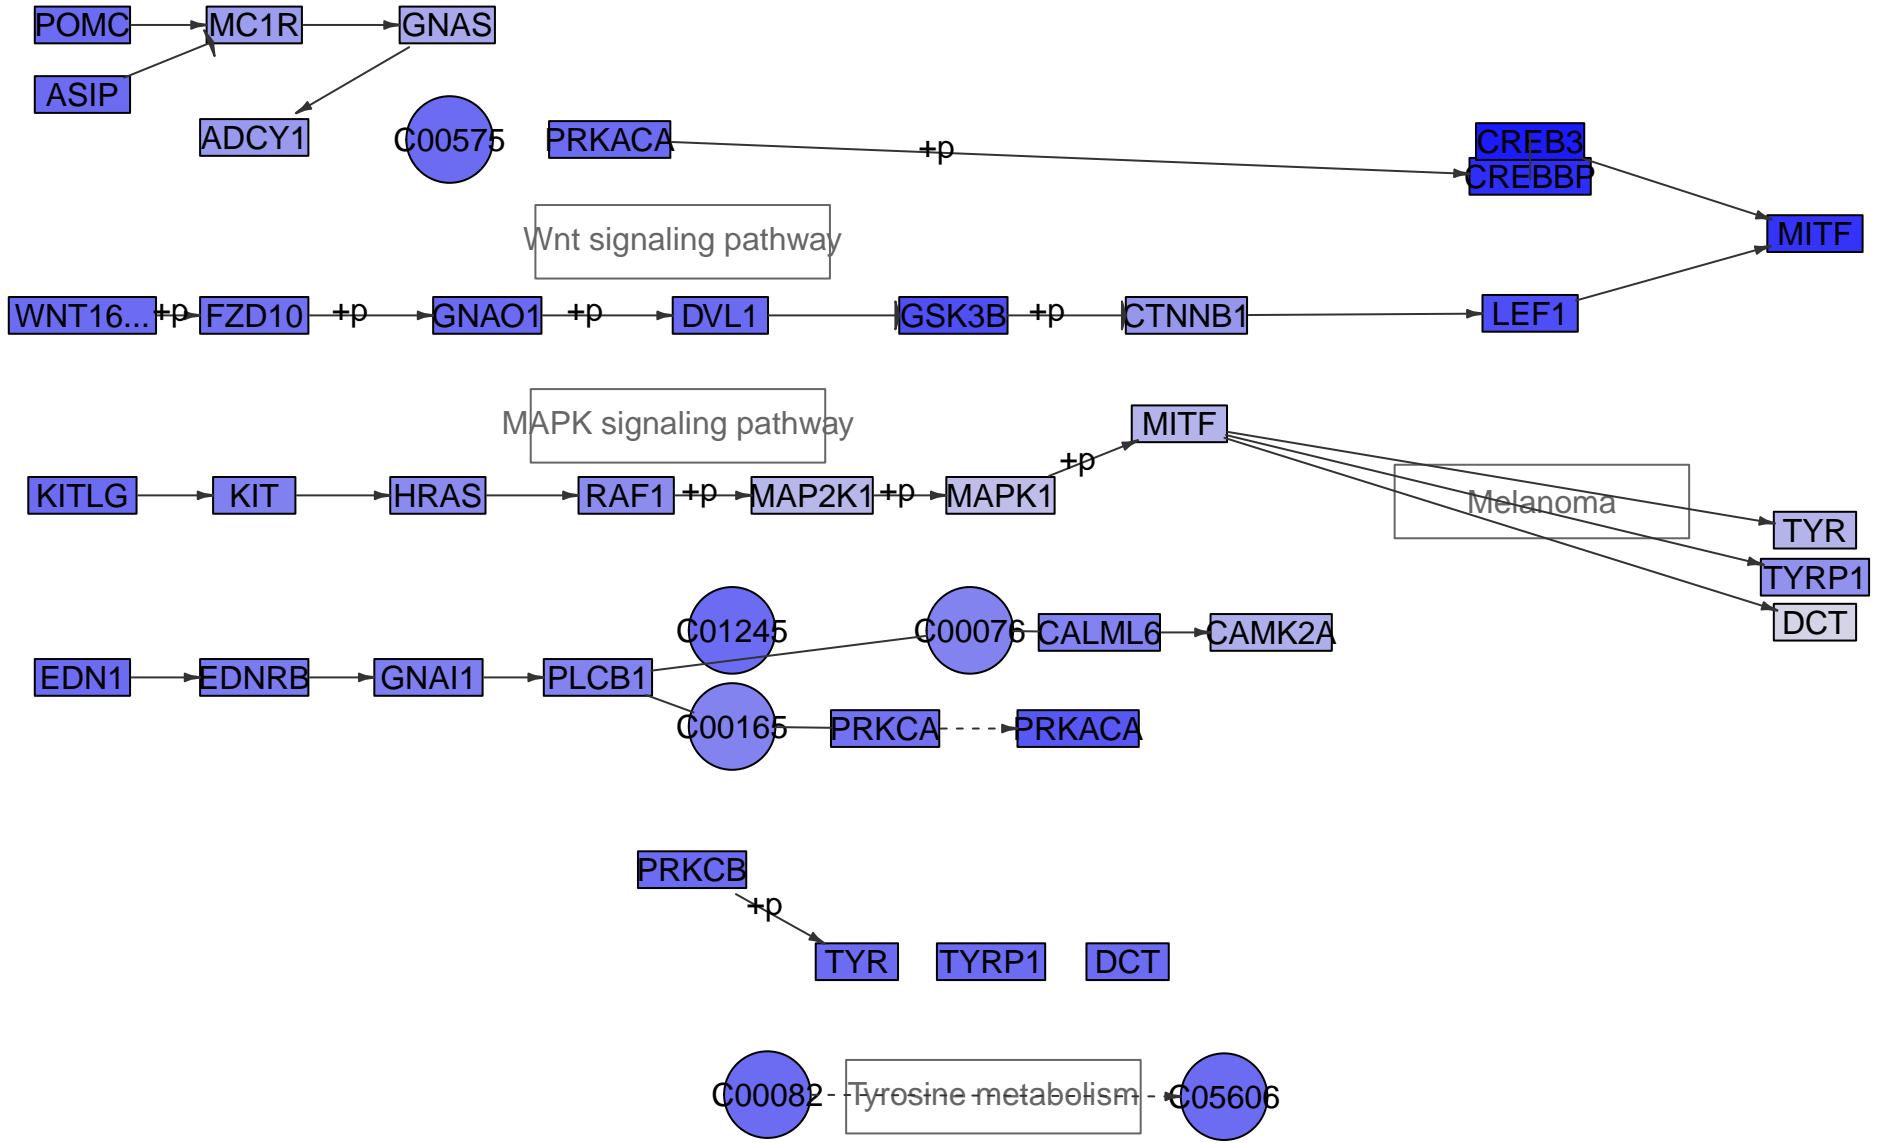 POMC
MC1R
GNAS
ASIP
ADCY1
C00575
PRKACA
+p
CREB3
CREBBP
Wnt signaling pathway
MITF
WNT16...
+p
FZD10
+p
GNAO1
+p
DVL1
GSK3B
+p
CTNNB1
LEF1
MAPK signaling pathway
MITF
+p
KITLG
KIT
HRAS
RAF1
+p
MAP2K1
+p
MAPK1
Melanoma
TYR
TYRP1
DCT
C01245
C00076
CALML6
CAMK2A
EDN1
EDNRB
GNAI1
PLCB1
C00165
PRKCA
PRKACA
PRKCB
+p
TYR
TYRP1
DCT
C00082
Tyrosine metabolism
C05606